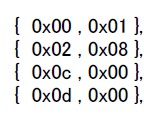 { 0x00 , 0x01 },
{ 0x02 , 0x08 },
{ 0x0c , 0x00 },
{ 0x0d , 0x00 },